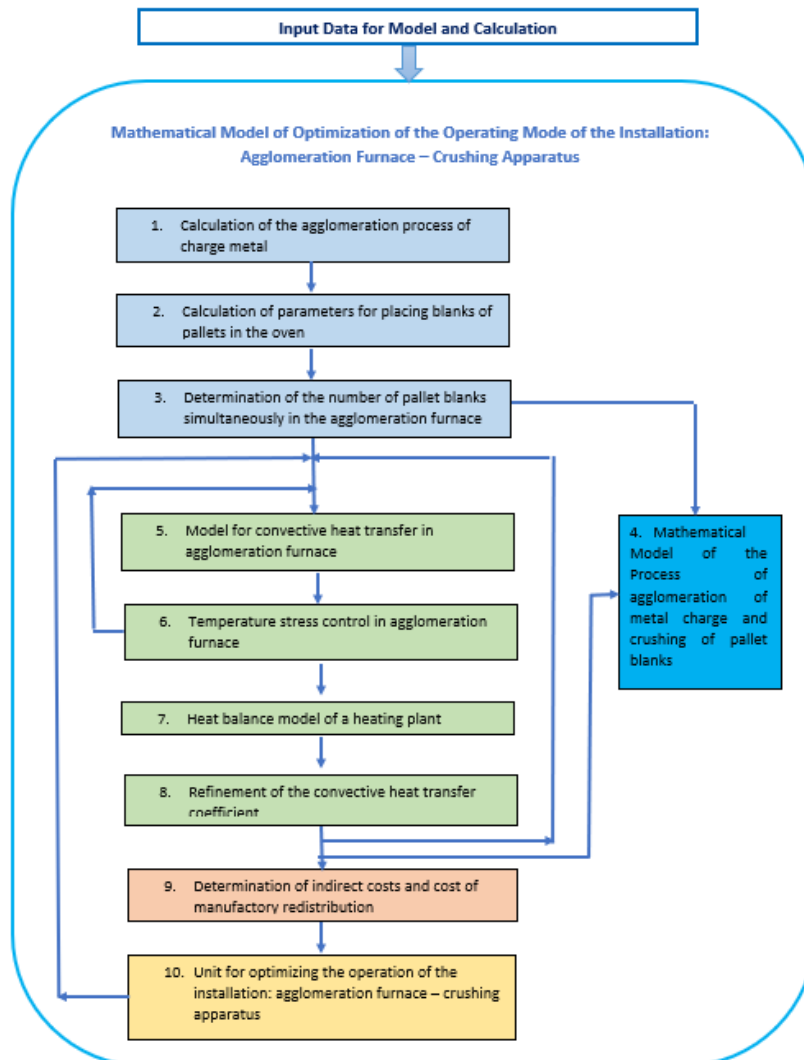 Input Data for Model and Calculation
Mathematical Model of Optimization of the Operating Mode of the Installation:
Agglomeration Furnace – Crushing Apparatus
1. Calculation of the agglomeration process of
charge metal
2. Calculation of parameters for placing blanks of
pallets in the oven
3. Determination of the number of pallet blanks
simultaneously in the agglomeration furnace
4. Mathematical
Model of the
Process of
agglomeration of
metal charge and
crushing of pallet
blanks
5. Model for convective heat transfer in
agglomeration furnace
6. Temperature stress control in agglomeration
furnace
7. Heat balance model of a heating plant
8. Refinement of the convective heat transfer
coefficient
9. Determination of indirect costs and cost of
manufactory redistribution
10. Unit for optimizing the operation of the
installation: agglomeration furnace – crushing
apparatus